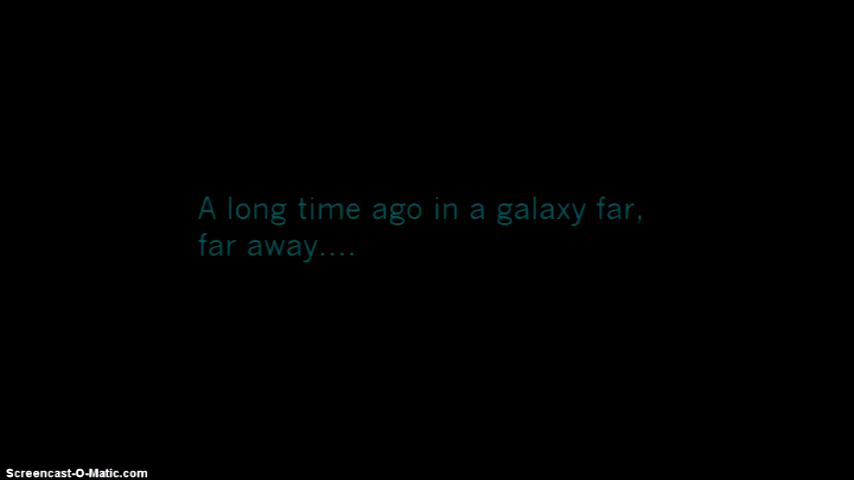 A long time ago in a galaxy far,
far away....
Screencast-O-Matic.com